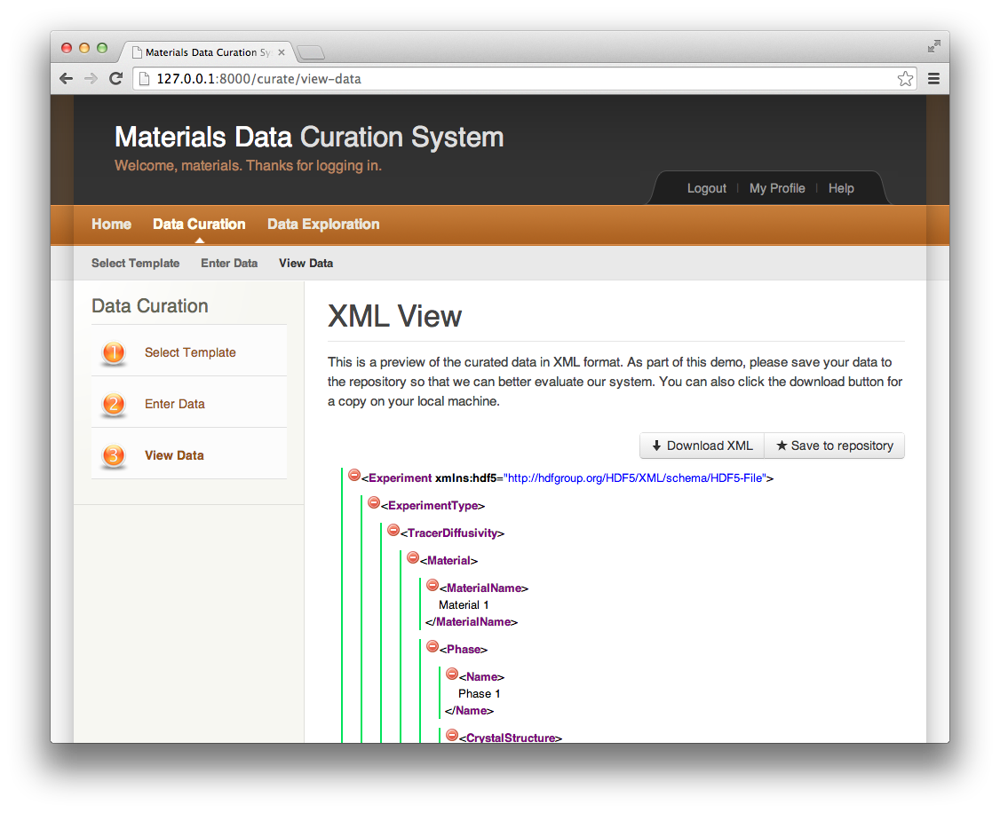 Materials Data Curation Sy
127.0.0.1:8000/curate/view-data
Materials Data Curation System
Welcome, materials. Thanks for logging in.
Logout | My Profile | Help
Home Data Curation Data Exploration
Select Template Enter Data View Data
Data Curation
1 Select Template
2 Enter Data
3 View Data
XML View
This is a preview of the curated data in XML format. As part of this demo, please save your data to
the repository so that we can better evaluate our system. You can also click the download button for
a copy on your local machine.
Download XML ★ Save to repository
<Experiment xmlns:hdf5="http://hdfgroup.org/HDF5/XML/schema/HDF5-File">
<ExperimentType>
<TracerDiffusivity>
<Material>
<MaterialName>
Material 1
</MaterialName>
<Phase>
<Name>
Phase 1
</Name>
<CrystalStructure>